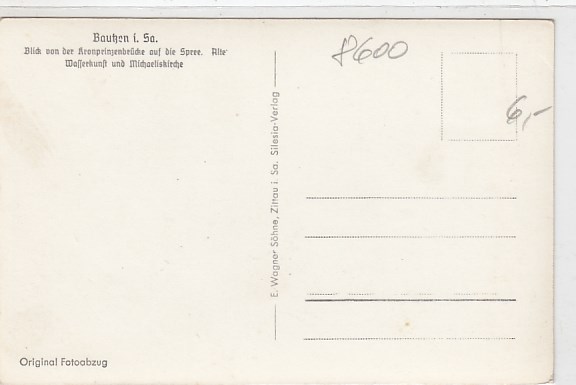 Bautzen i. Sa.
Blick von der Kronprinzenbrücke auf die Spree. Alte
Wasserkunst und Michaeliskirche
8600
6,-
E. Wagner Söhne, Zittau i. Sa. Silesia-Verlag
Original Fotoabzug